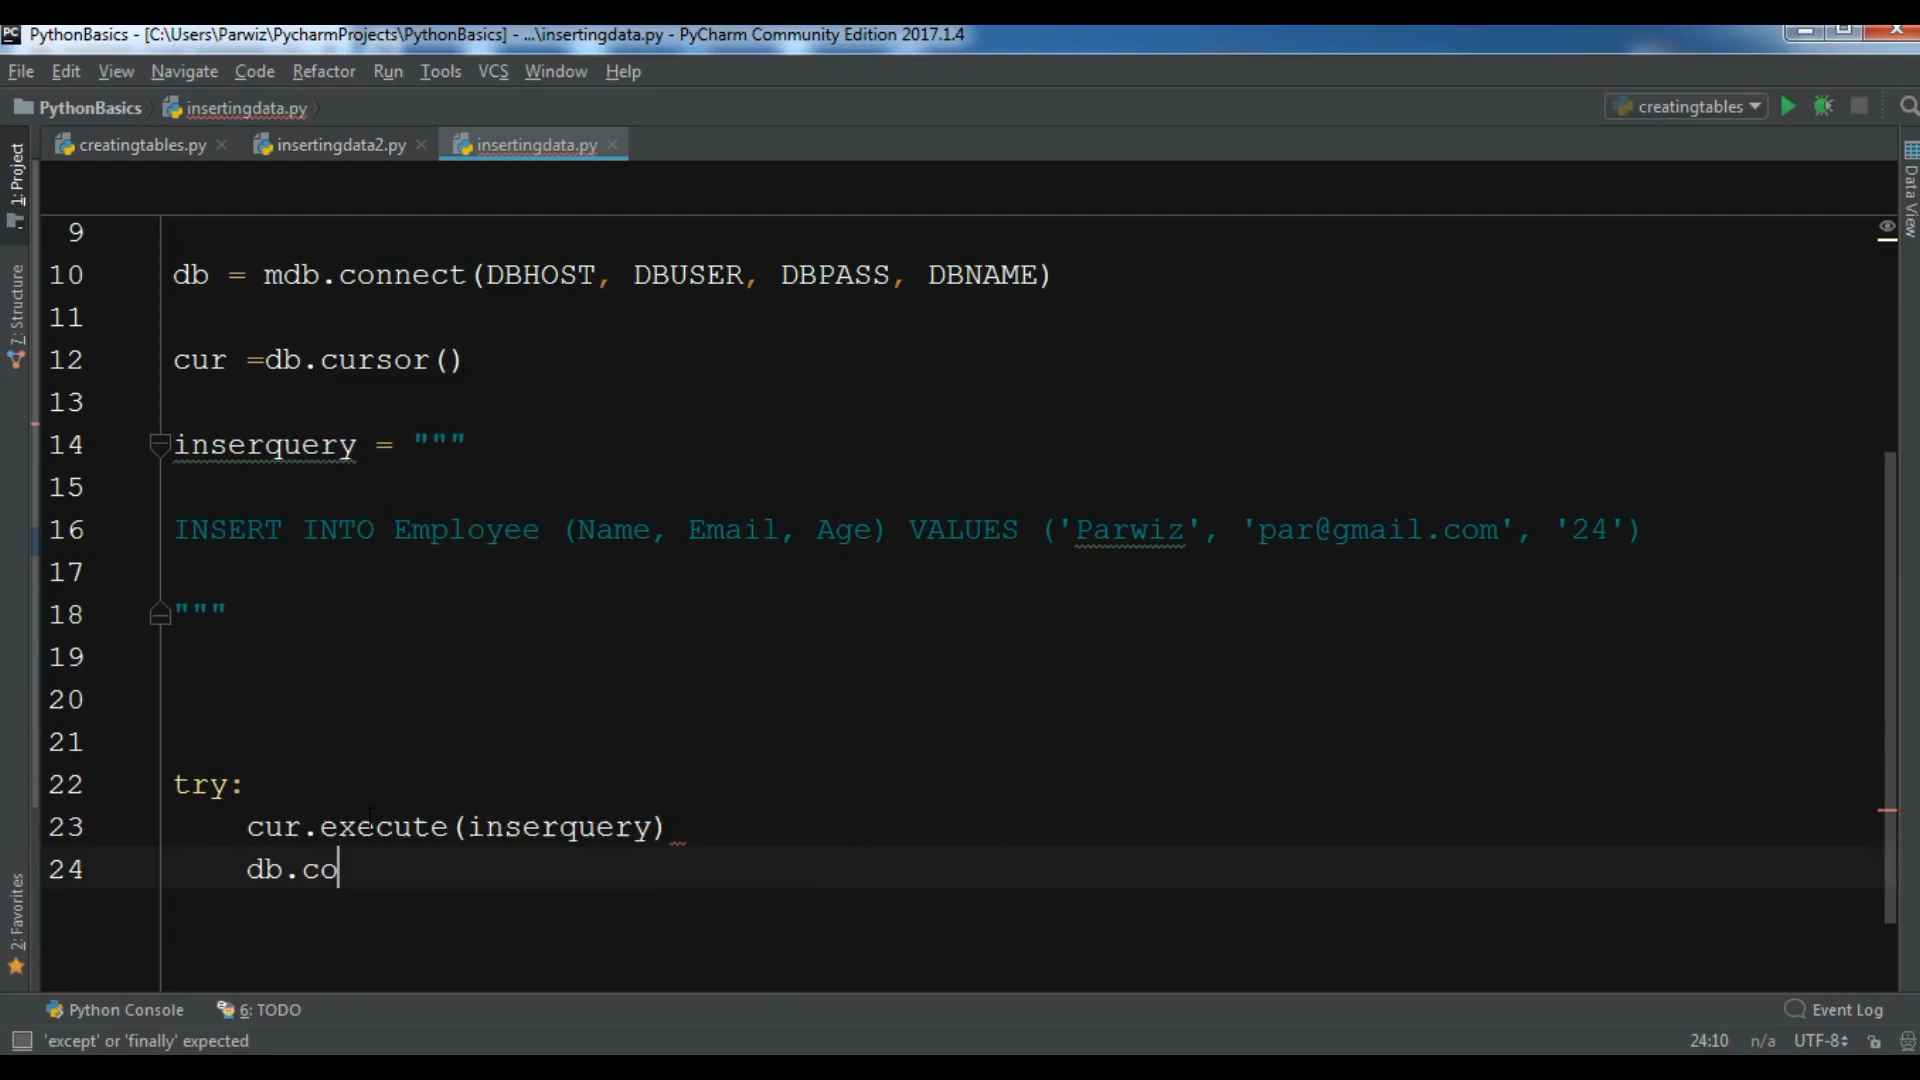 PC PythonBasics - [C:\Users\Parwiz\PycharmProjects\PythonBasics] - ...\insertingdata.py - PyCharm Community Edition 2017.1.4
File Edit View Navigate Code Refactor Run Tools VCS Window Help
PythonBasics insertingdata.py creatingtables
creatingtables.py insertingdata2.py insertingdata.py
1: Project
7: Structure
2: Favorites
Data View
9
10 db = mdb.connect(DBHOST, DBUSER, DBPASS, DBNAME)
11
12 cur =db.cursor()
13
14 inserquery = """
15
16 INSERT INTO Employee (Name, Email, Age) VALUES ('Parwiz', 'par@gmail.com', '24')
17
18 """
19
20
21
22 try:
23 cur.execute(inserquery)
24 db.co
Python Console 6: TODO Event Log
'except' or 'finally' expected 24:10 n/a UTF-8